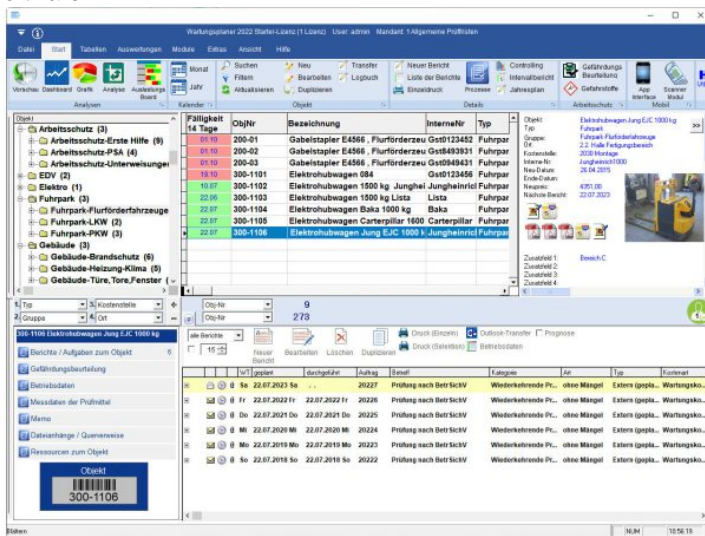 Wartungsplaner 2022 Starter-Lizenz (1 Lizenz) User: admin Mandant: 1 Allgemeine Prüffristen
Datei Start Tabellen Auswertungen Module Extras Ansicht Hilfe
Vorschau Dashboard Grafik Analyse Auslastungs Board
Monat
Jahr
Suchen
Filtern
Aktualisieren
Neu
Bearbeiten
Duplizieren
Transfer
Logbuch
Neuer Bericht
Liste der Berichte
Einzeldruck
Prozesse
Controlling
Intervallbericht
Jahresplan
Gefährdungs Beurteilung
Gefahrstoffe
App Interface
Scanner Modul
Analysen Kalender Objekt Details Arbeitsschutz Mobil
Objekt
Arbeitsschutz (3)
Arbeitsschutz-Erste Hilfe (9)
Arbeitsschutz-PSA (4)
Arbeitsschutz-Unterweisunger
EDV (2)
Elektro (1)
Fuhrpark (3)
Fuhrpark-Flurförderfahrzeuge
Fuhrpark-LKW (2)
Fuhrpark-PKW (3)
Gebäude (3)
Gebäude-Brandschutz (6)
Gebäude-Heizung-Klima (5)
Gebäude-Türe,Tore,Fenster (
Fälligkeit 14 Tage ObjNr Bezeichnung InterneNr Typ
01.10 200-01 Gabelstapler E4566 , Flurförderzeu Gst0123452 Fuhrpar
01.10 200-02 Gabelstapler E4566 , Flurförderzeu Gst8493931 Fuhrpar
01.10 200-03 Gabelstapler E4566 , Flurförderzeu Gst0949431 Fuhrpar
19.10 300-1101 Elektrohubwagen 084 Gst0123456 Fuhrpar
10.07 300-1102 Elektrohubwagen 1500 kg Junghei Jungheinricl Fuhrpar
22.06 300-1103 Elektrohubwagen 1500 kg Lista Lista Fuhrpar
22.07 300-1104 Elektrohubwagen Baka 1000 kg Baka Fuhrpar
22.07 300-1105 Elektrohubwagen Carterpillar 1600 Carterpillar Fuhrpar
22.07 300-1106 Elektrohubwagen Jung EJC 1000 k Jungheinricl Fuhrpar
Objekt Elektrohubwagen Jung EJC 1000 kg
Typ Fuhrpark
Gruppe: Fuhrpark-Flurförderfahrzeuge
Ort 2.2. Halle Fertigungsbereich
Kostenstelle: 2030 Montage
Interne-Nr: Jungheinrich1000
Neu-Datum: 26.04.2015
Ende-Datum:
Neupreis: 4351,00
Nächste Bericht: 22.07.2023
Zusatzfeld 1: Bereich C
Zusatzfeld 2:
Zusatzfeld 3:
Zusatzfeld 4:
1. Typ 3. Kostenstelle
2. Gruppe 4. Ort
Obj-Nr 9
Obj-Nr 273
300-1106 Elektrohubwagen Jung EJC 1000 kg
Berichte / Aufgaben zum Objekt 6
Gefährdungsbeurteilung
Betriebsdaten
Messdaten der Prüfmittel
Memo
Dateianhänge / Querverweise
Ressourcen zum Objekt
Objekt
300-1106
alle Berichte
15
Neuer Bericht
Bearbeiten Löschen Duplizieren
Druck (Einzeln) Outlook-Transfer Prognose
Druck (Selektion) Betriebsdaten
WT geplant durchgeführt Auftrag Betreff Kategorie Art Typ Kostenart
Sa 22.07.2023 Sa . . 20227 Prüfung nach BetrSichV Wiederkehrende Pr... ohne Mängel Extern (gepla... Wartungsko...
Fr 22.07.2022 Fr 22.07.2022 Fr 20226 Prüfung nach BetrSichV Wiederkehrende Pr... ohne Mängel Extern (gepla... Wartungsko...
Do 22.07.2021 Do 22.07.2021 Do 20225 Prüfung nach BetrSichV Wiederkehrende Pr... ohne Mängel Extern (gepla... Wartungsko...
Mi 22.07.2020 Mi 22.07.2020 Mi 20224 Prüfung nach BetrSichV Wiederkehrende Pr... ohne Mängel Extern (gepla... Wartungsko...
Mo 22.07.2019 Mo 22.07.2019 Mo 20223 Prüfung nach BetrSichV Wiederkehrende Pr... ohne Mängel Extern (gepla... Wartungsko...
So 22.07.2018 So 22.07.2018 So 20222 Prüfung nach BetrSichV Wiederkehrende Pr... ohne Mängel Extern (gepla... Wartungsko...
NUM 18:56:19